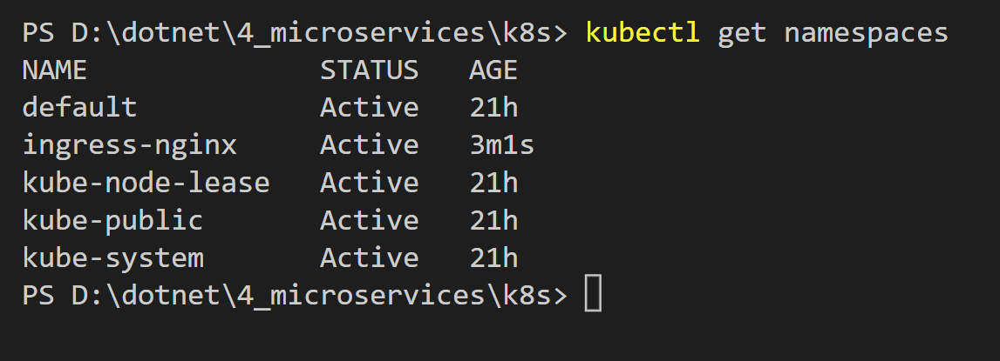 PS D:\dotnet\4_microservices\k8s> kubectl get namespaces
NAME              STATUS   AGE
default           Active   21h
ingress-nginx     Active   3m1s
kube-node-lease   Active   21h
kube-public       Active   21h
kube-system       Active   21h
PS D:\dotnet\4_microservices\k8s>